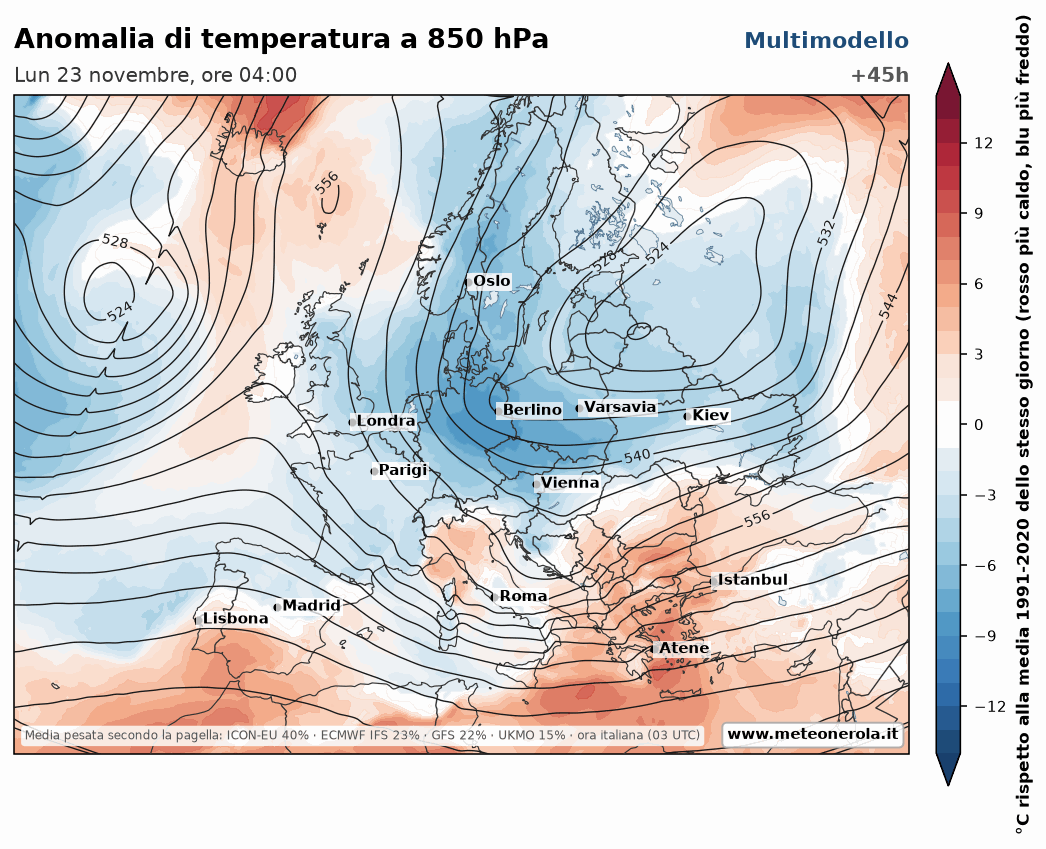 Anomalia di temperatura a 850 hPa
Multimodello
Lun 23 novembre, ore 04:00
+45h
556
528
524
528
524
532
544
Oslo
Berlino
Varsavia
Kiev
Londra
540
Parigi
Vienna
556
Istanbul
Roma
Madrid
Lisbona
Atene
Media pesata secondo la pagella: ICON-EU 40% · ECMWF IFS 23% · GFS 22% · UKMO 15% · ora italiana (03 UTC)
www.meteonerola.it
12
9
6
3
0
−3
−6
−9
−12
°C rispetto alla media 1991-2020 dello stesso giorno (rosso più caldo, blu più freddo)